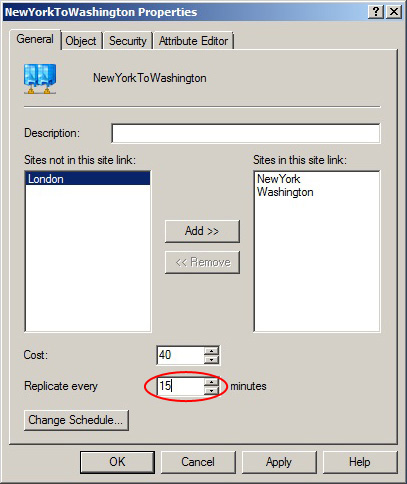 NewYorkToWashington Properties
General Object Security Attribute Editor
NewYorkToWashington
Description:
Sites not in this site link: Sites in this site link:
London NewYork
Washington
Add >>
<< Remove
Cost: 40
Replicate every 15 minutes
Change Schedule...
OK Cancel Apply Help